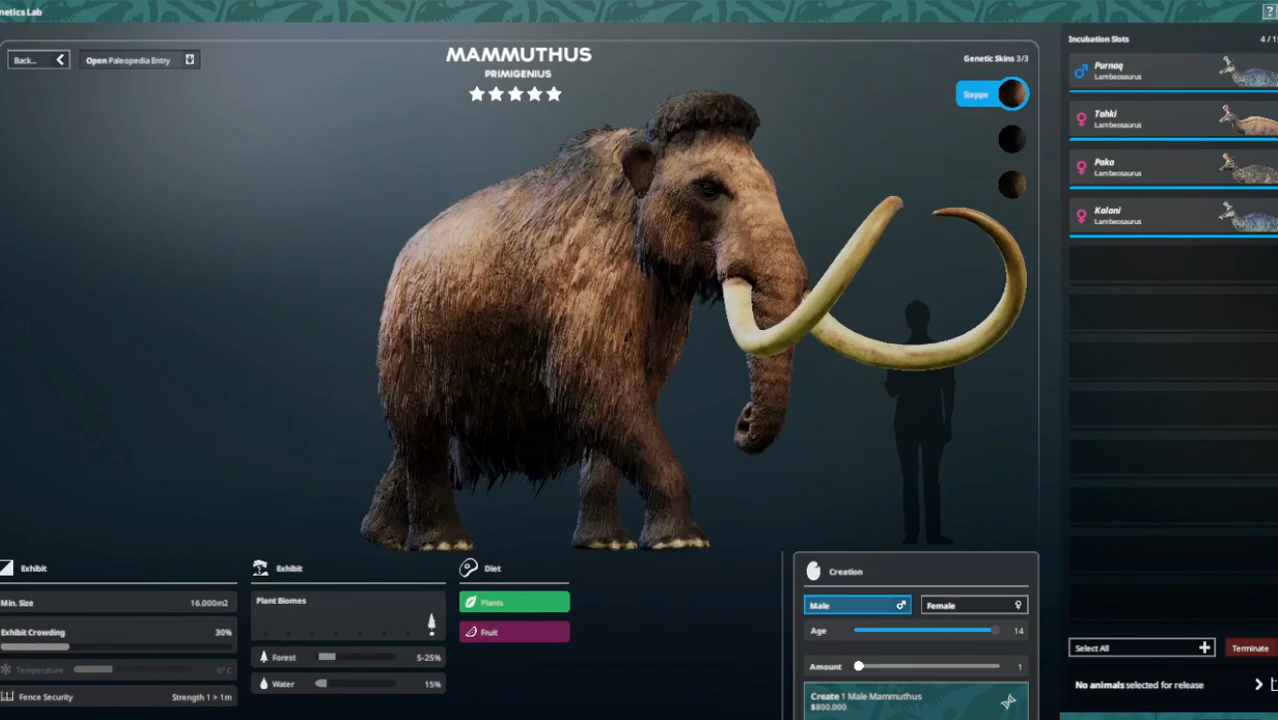 netics Lab
?
Back...
Open Paleopedia Entry
MAMMUTHUS
PRIMIGENIUS
Genetic Skins 3/3
Steppe
Incubation Slots
4 / 1
Purnaq
Lambeosaurus
Tahki
Lambeosaurus
Paka
Lambeosaurus
Kalani
Lambeosaurus
Exhibit
Min. Size
16.000m2
Exhibit Crowding
30%
Temperature
0° C
Fence Security
Strength 1 > 1m
Exhibit
Plant Biomes
Forest
5-25%
Water
15%
Diet
Plants
Fruit
Creation
Male
Female
Age
14
Amount
1
Create 1 Male Mammuthus
$800.000
Select All
Terminate
No animals selected for release